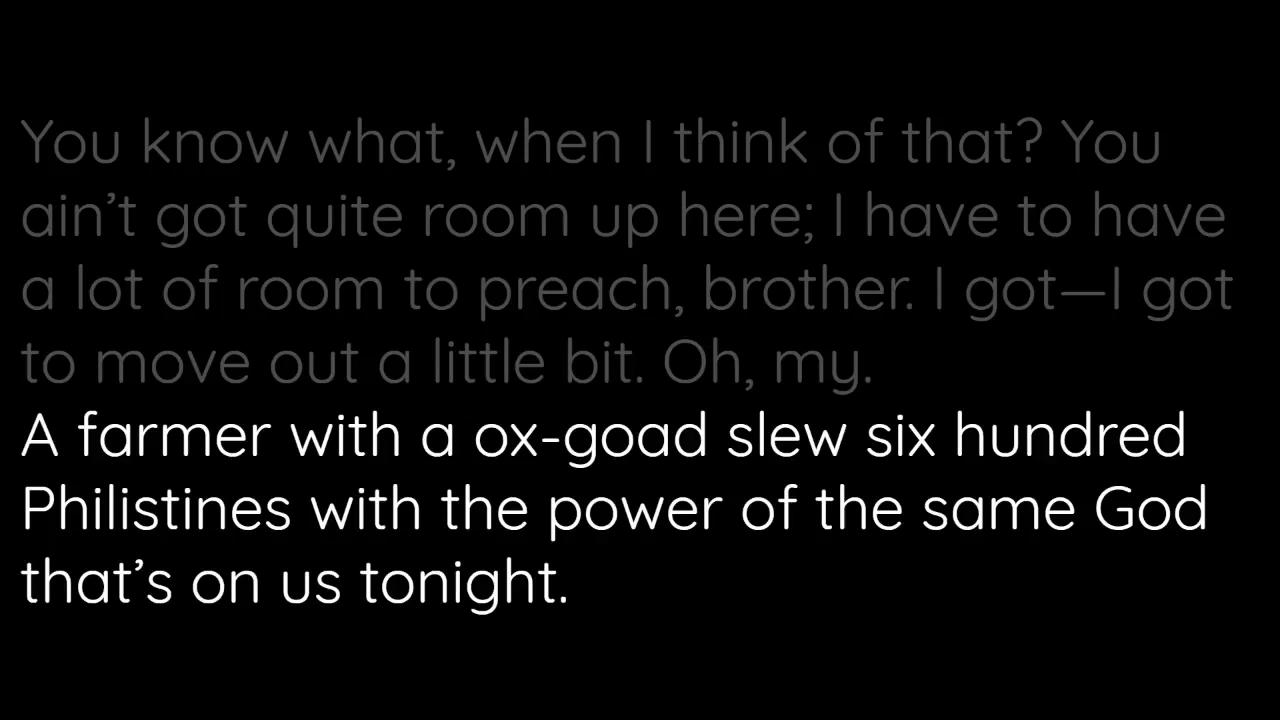 You know what, when I think of that? You
ain’t got quite room up here; I have to have
a lot of room to preach, brother. I got—I got
to move out a little bit. Oh, my.
A farmer with a ox-goad slew six hundred
Philistines with the power of the same God
that’s on us tonight.